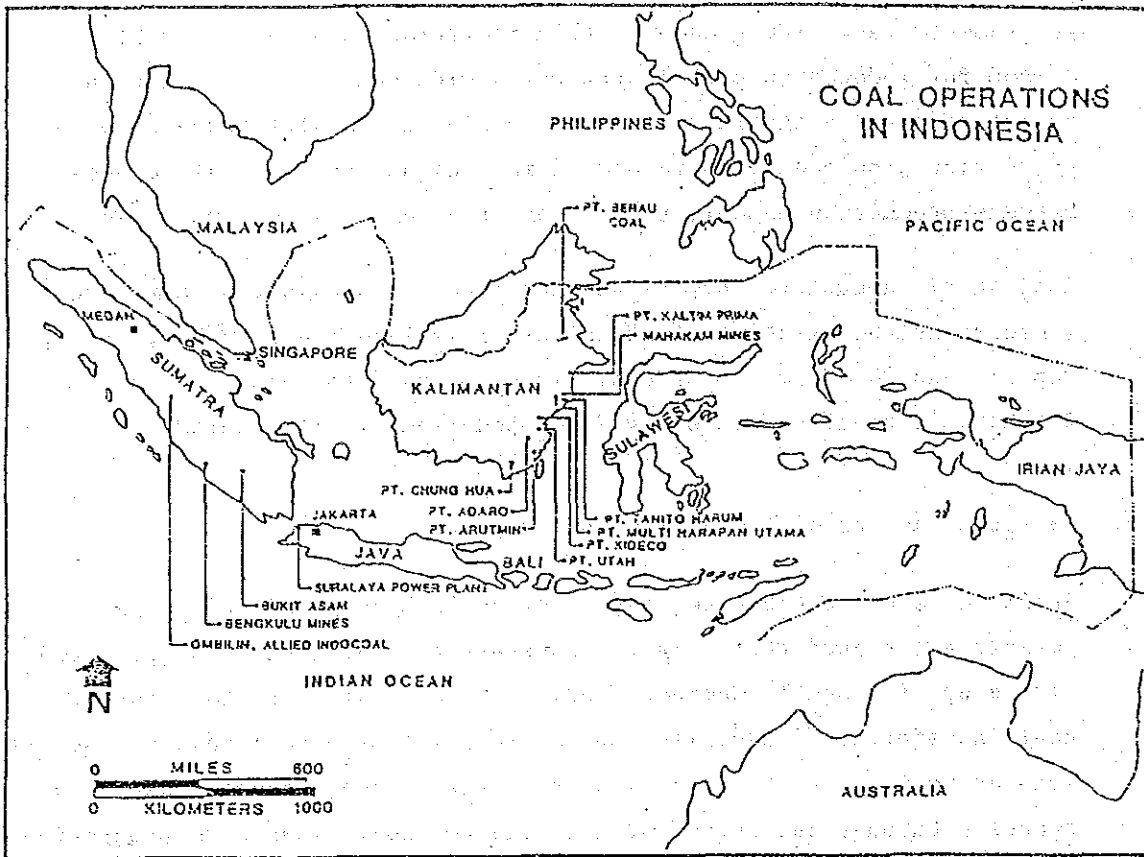 COAL OPERATIONS
IN INDONESIA
PHILIPPINES
PT. BERAU
COAL
MALAYSIA
PACIFIC OCEAN
MEDAN
PT. KALTIM PRIMA
MAHAKAM MINES
SINGAPORE
SUMATRA
KALIMANTAN
SULAWESI
IRIAN JAYA
PT. CHUNG HUA
PT. ADARO
PT. ARUTMIN
JAKARTA
PT. TANITO HARUM
PT. MULTI HARAPAN UTAMA
PT. KIDECO
PT. UTAH
JAVA
BALI
SURALAYA POWER PLANT
BUKIT ASAM
BENGKULU MINES
OMBILIN, ALLIED INDOCOAL
INDIAN OCEAN
N
0 MILES 600
0 KILOMETERS 1000
AUSTRALIA